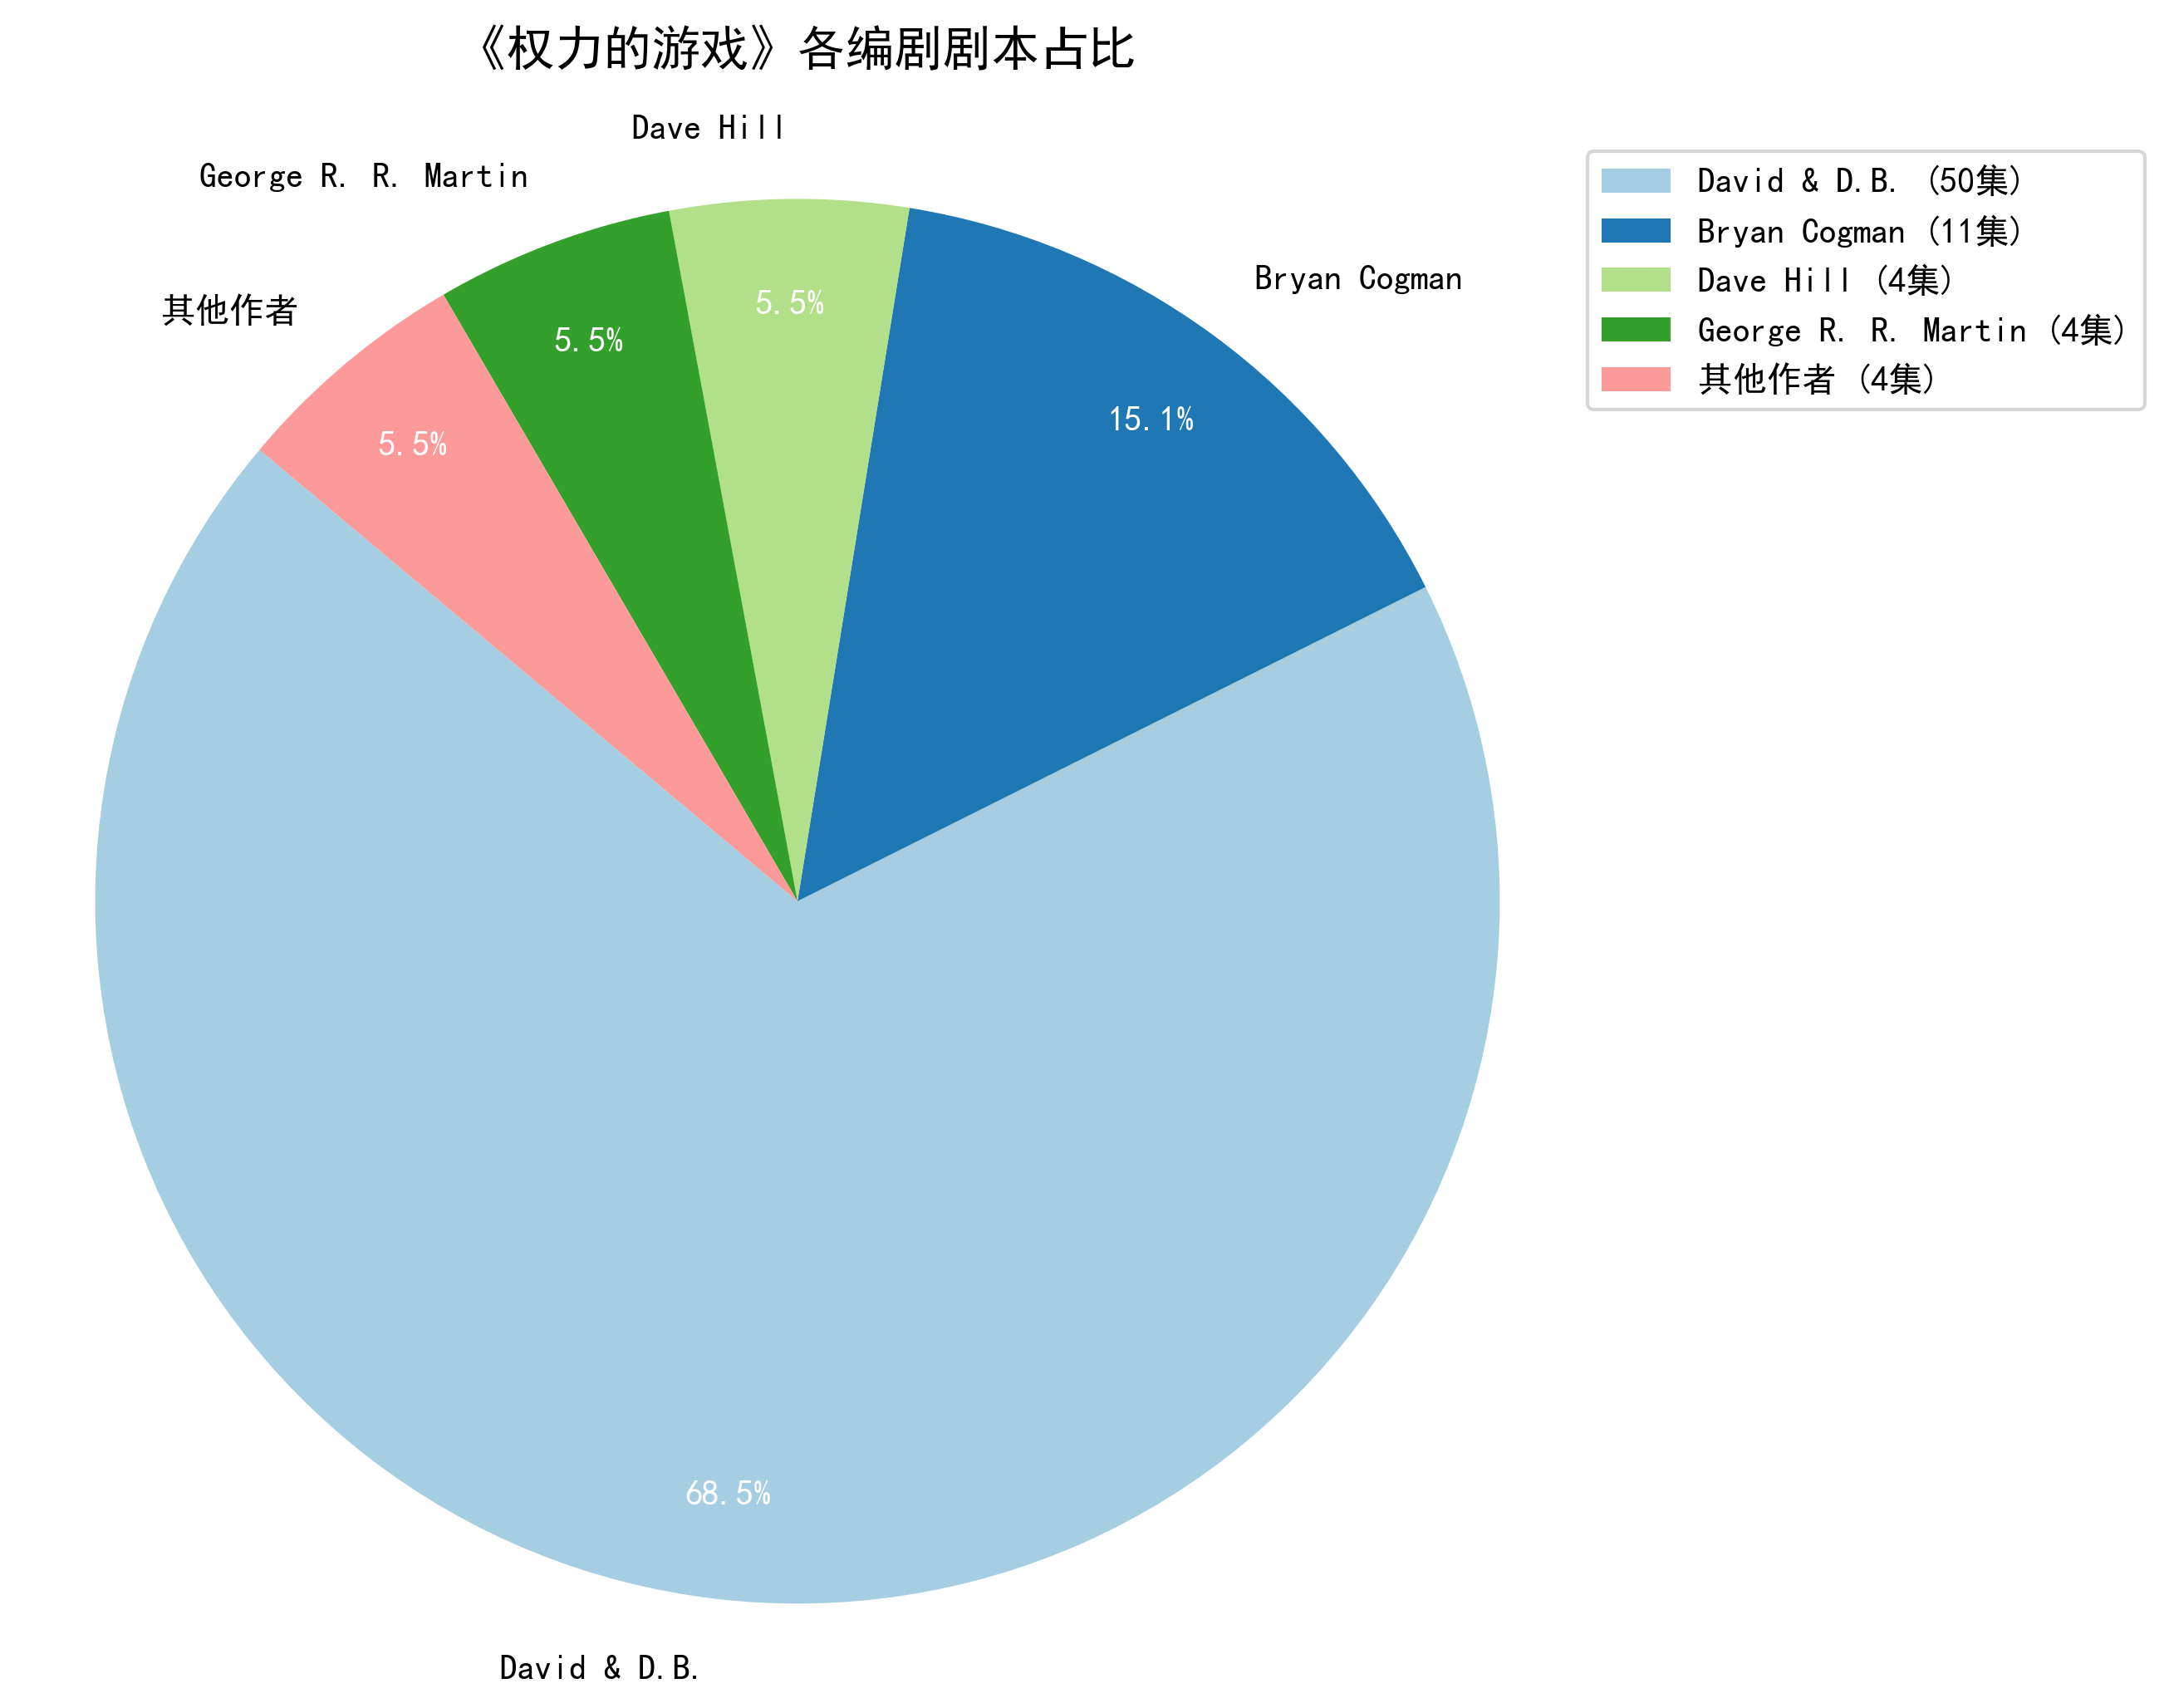 《权力的游戏》各编剧剧本占比
Dave Hill
George R. R. Martin
Bryan Cogman
其他作者
David & D.B. (50集)
Bryan Cogman (11集)
Dave Hill (4集)
George R. R. Martin (4集)
其他作者 (4集)
5.5%
5.5%
15.1%
5.5%
68.5%
David & D.B.